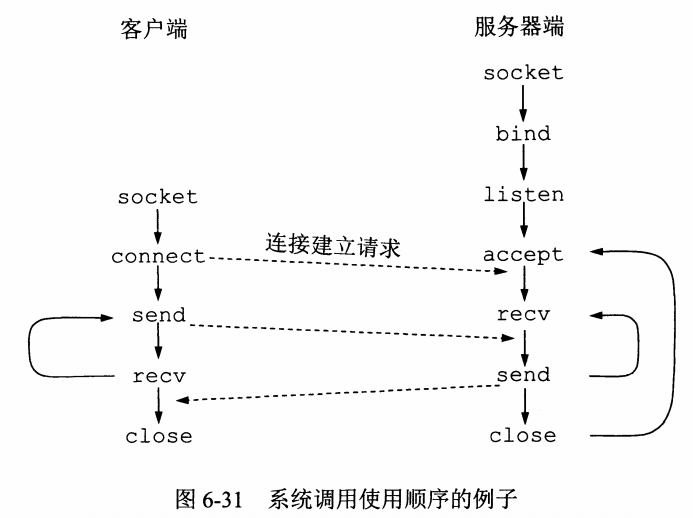 客户端
服务器端
socket
bind
listen
socket
connect
连接建立请求
accept
send
recv
recv
send
close
close
图 6-31 系统调用使用顺序的例子